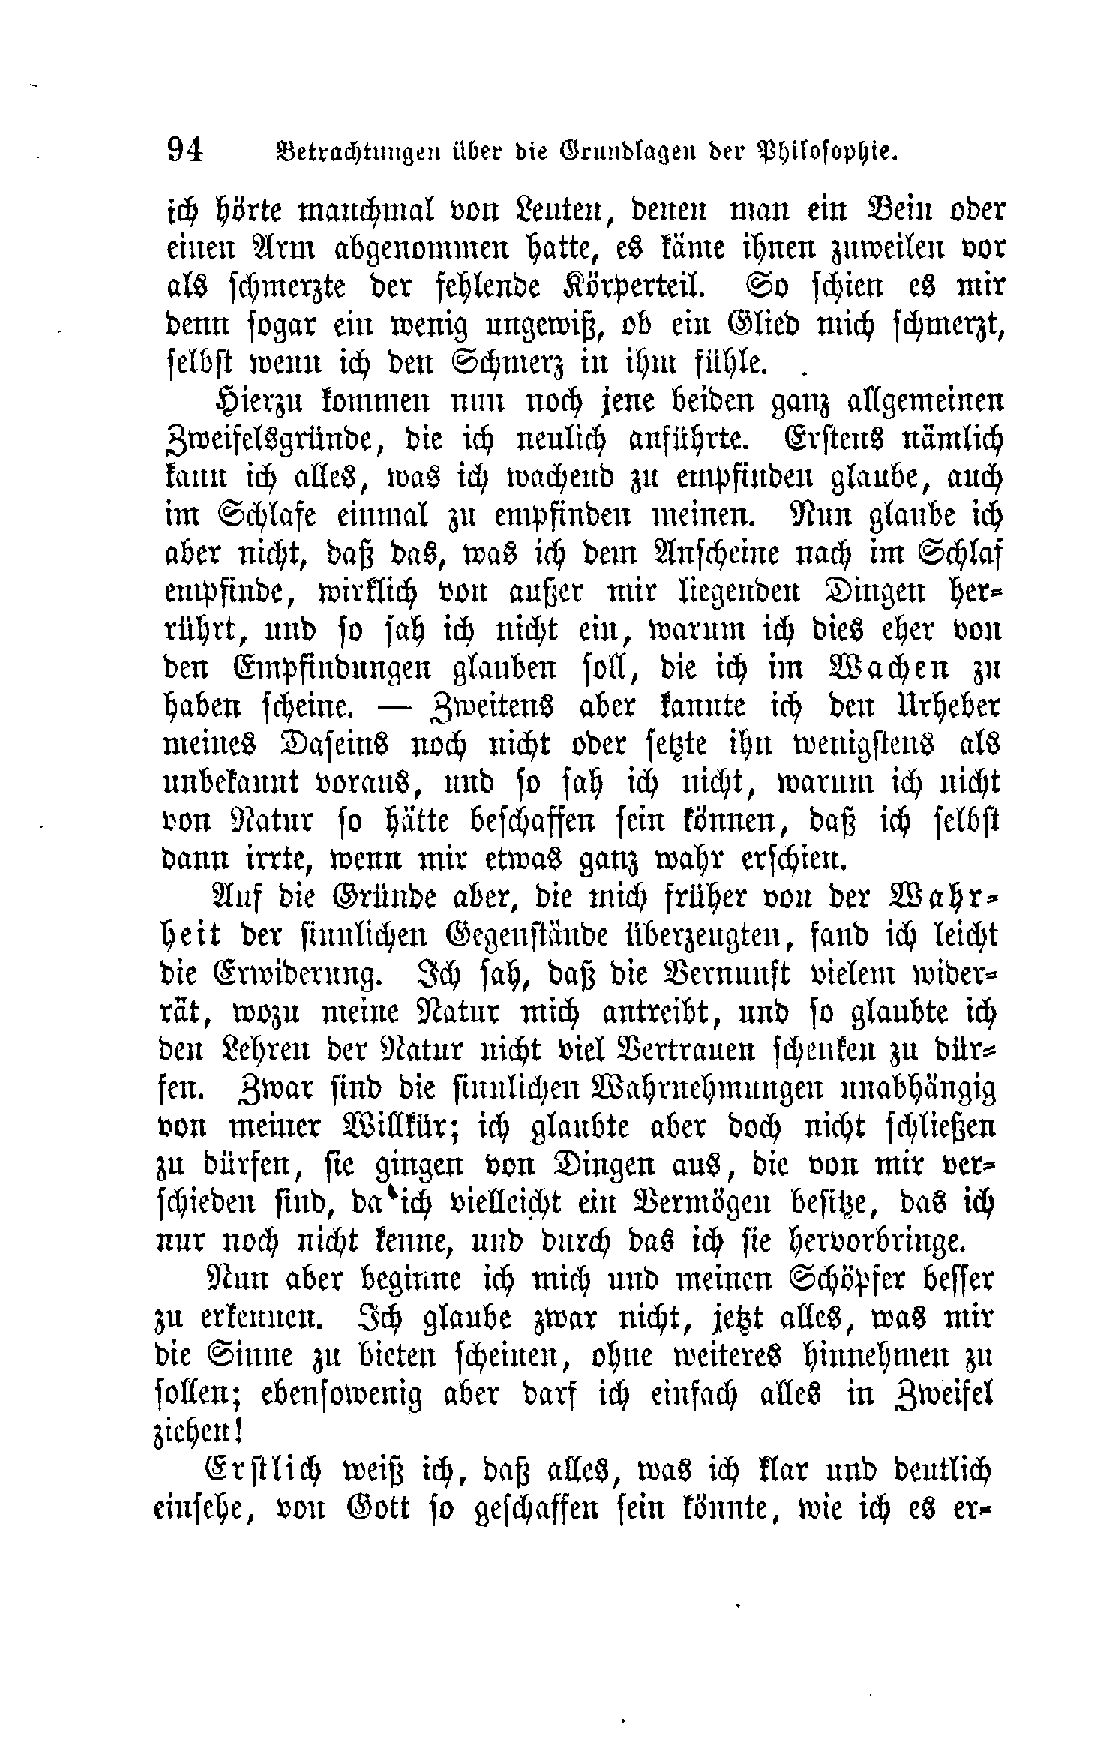 94 Betrachtungen über die Grundlagen der Philosophie.
ich hörte manchmal von Leuten, denen man ein Bein oder
einen Arm abgenommen hatte, es käme ihnen zuweilen vor
als schmerzte der fehlende Körperteil. So schien es mir
denn sogar ein wenig ungewiß, ob ein Glied mich schmerzt,
selbst wenn ich den Schmerz in ihm fühle.
Hierzu kommen nun noch jene beiden ganz allgemeinen
Zweifelsgründe, die ich neulich anführte. Erstens nämlich
kann ich alles, was ich wachend zu empfinden glaube, auch
im Schlafe einmal zu empfinden meinen. Nun glaube ich
aber nicht, daß das, was ich dem Anscheine nach im Schlaf
empfinde, wirklich von außer mir liegenden Dingen her-
rührt, und so sah ich nicht ein, warum ich dies eher von
den Empfindungen glauben soll, die ich im Wachen zu
haben scheine. — Zweitens aber kannte ich den Urheber
meines Daseins noch nicht oder setzte ihn wenigstens als
unbekannt voraus, und so sah ich nicht, warum ich nicht
von Natur so hätte beschaffen sein können, daß ich selbst
dann irrte, wenn mir etwas ganz wahr erschien.
Auf die Gründe aber, die mich früher von der Wahr-
heit der sinnlichen Gegenstände überzeugten, fand ich leicht
die Erwiderung. Ich sah, daß die Vernunft vielem wider-
rät, wozu meine Natur mich antreibt, und so glaubte ich
den Lehren der Natur nicht viel Vertrauen schenken zu dür-
fen. Zwar sind die sinnlichen Wahrnehmungen unabhängig
von meiner Willkür; ich glaubte aber doch nicht schließen
zu dürfen, sie gingen von Dingen aus, die von mir ver-
schieden sind, da ich vielleicht ein Vermögen besitze, das ich
nur noch nicht kenne, und durch das ich sie hervorbringe.
Nun aber beginne ich mich und meinen Schöpfer besser
zu erkennen. Ich glaube zwar nicht, jetzt alles, was mir
die Sinne zu bieten scheinen, ohne weiteres hinnehmen zu
sollen; ebensowenig aber darf ich einfach alles in Zweifel
ziehen!
Erstlich weiß ich, daß alles, was ich klar und deutlich
einsehe, von Gott so geschaffen sein könnte, wie ich es er-